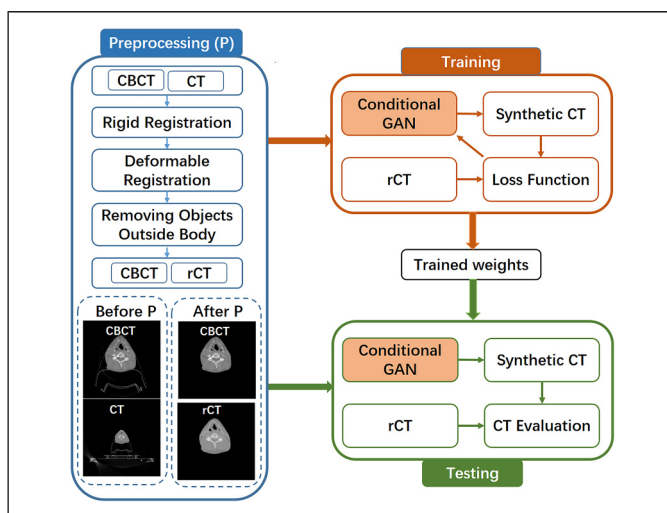 Preprocessing (P)
CBCT CT
Rigid Registration
Deformable
Registration
Removing Objects
Outside Body
CBCT rCT
Before P
CBCT
CT
After P
CBCT
rCT
Training
Conditional
GAN
Synthetic CT
rCT
Loss Function
Trained weights
Conditional
GAN
Synthetic CT
rCT
CT Evaluation
Testing